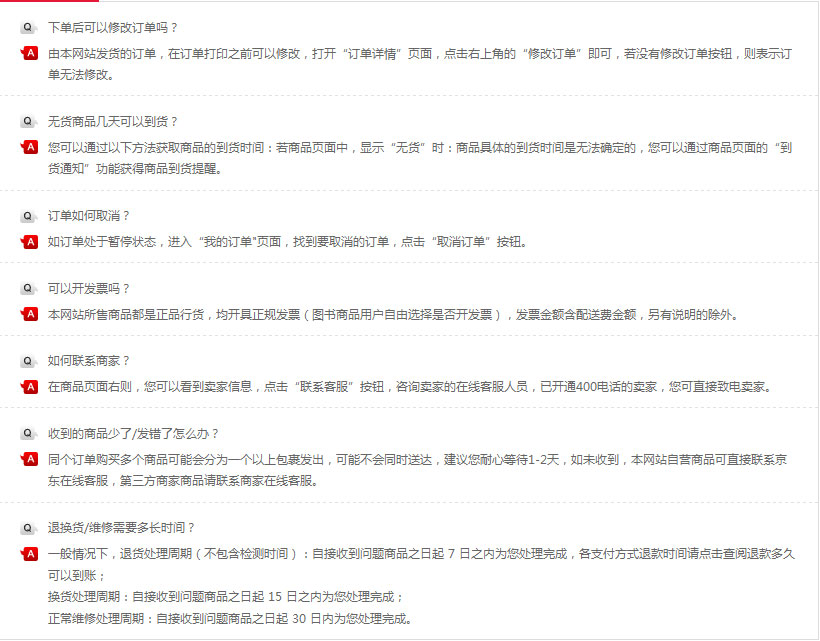 Q 下单后可以修改订单吗？
A 由本网站发货的订单，在订单打印之前可以修改，打开“订单详情”页面，点击右上角的“修改订单”即可，若没有修改订单按钮，则表示订
单无法修改。
Q 无货商品几天可以到货？
A 您可以通过以下方法获取商品的到货时间：若商品页面中，显示“无货”时：商品具体的到货时间是无法确定的，您可以通过商品页面的“到
货通知”功能获得商品到货提醒。
Q 订单如何取消？
A 如订单处于暂停状态，进入“我的订单"页面，找到要取消的订单，点击“取消订单”按钮。
Q 可以开发票吗？
A 本网站所售商品都是正品行货，均开具正规发票（图书商品用户自由选择是否开发票），发票金额含配送费金额，另有说明的除外。
Q 如何联系商家？
A 在商品页面右则，您可以看到卖家信息，点击“联系客服”按钮，咨询卖家的在线客服人员，已开通400电话的卖家，您可直接致电卖家。
Q 收到的商品少了/发错了怎么办？
A 同个订单购买多个商品可能会分为一个以上包裹发出，可能不会同时送达，建议您耐心等待1-2天，如未收到，本网站自营商品可直接联系京
东在线客服，第三方商家商品请联系商家在线客服。
Q 退换货/维修需要多长时间？
A 一般情况下，退货处理周期（不包含检测时间）：自接收到问题商品之日起 7 日之内为您处理完成，各支付方式退款时间请点击查阅退款多久
可以到账；
换货处理周期：自接收到问题商品之日起 15 日之内为您处理完成；
正常维修处理周期：自接收到问题商品之日起 30 日内为您处理完成。